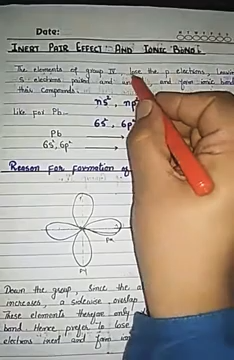 Date:
INERT PAIR EFFECT AND IONIC BOND
The elements of group IV, lose the p electrons, leaving
s electrons paired and and form ionic bond
their compounds.
ns², np²
Like for Pb-
6s², 6p²
Pb
6s², 6p²
Reason for formation of
Px
Py
Down the group, since the
increases, a sidewise overlap
These elements therefore only
bond. Hence prefer to lose
electrons inert and form